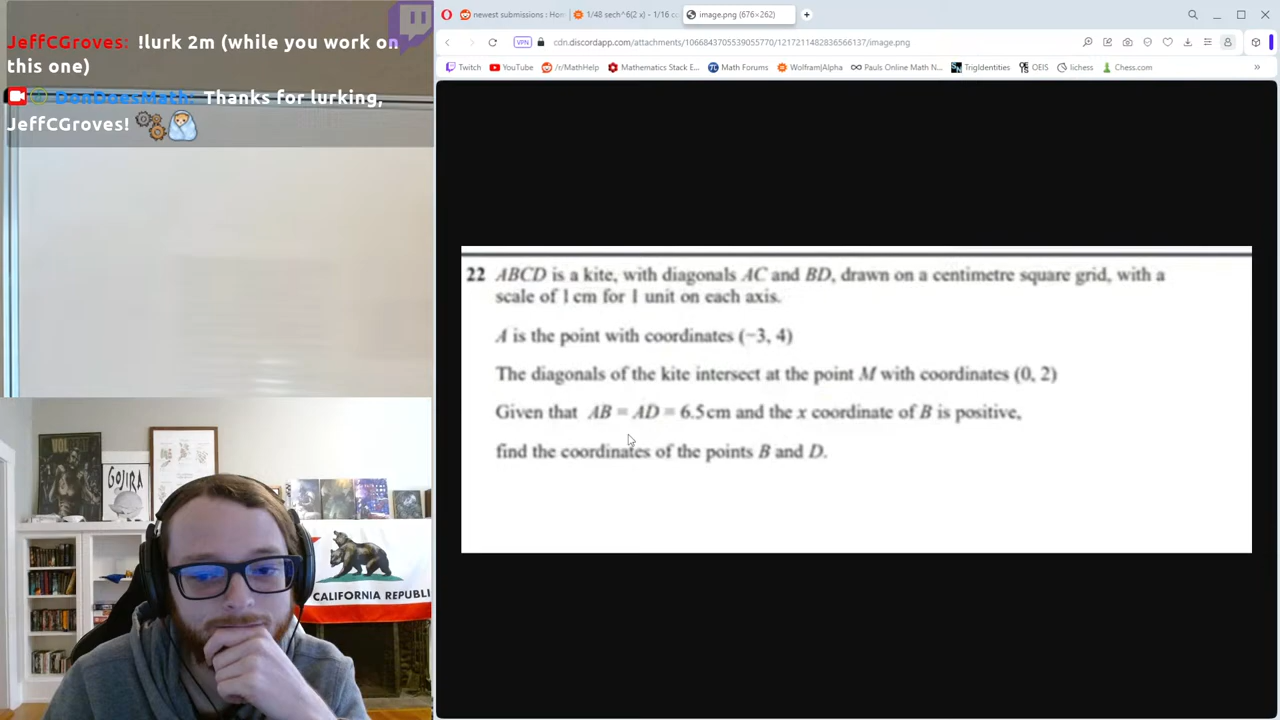 JeffCGroves: !lurk 2m (while you work on
this one)
DonDoesMath: Thanks for lurking,
JeffCGroves!
newest submissions : Ho
1/48 sech^6(2 x) - 1/16 c
image.png (676×262)
VPN
cdn.discordapp.com/attachments/1066843705539055770/1217211482836566137/image.png
Twitch
YouTube
/r/MathHelp
Mathematics Stack E...
Math Forums
Wolfram|Alpha
Pauls Online Math N...
TrigIdentities
OEIS
lichess
Chess.com
22 ABCD is a kite, with diagonals AC and BD, drawn on a centimetre square grid, with a
scale of 1 cm for 1 unit on each axis.
A is the point with coordinates (−3, 4)
The diagonals of the kite intersect at the point M with coordinates (0, 2)
Given that AB = AD = 6.5 cm and the x coordinate of B is positive,
find the coordinates of the points B and D.
GOJIRA
CALIFORNIA REPUBLI